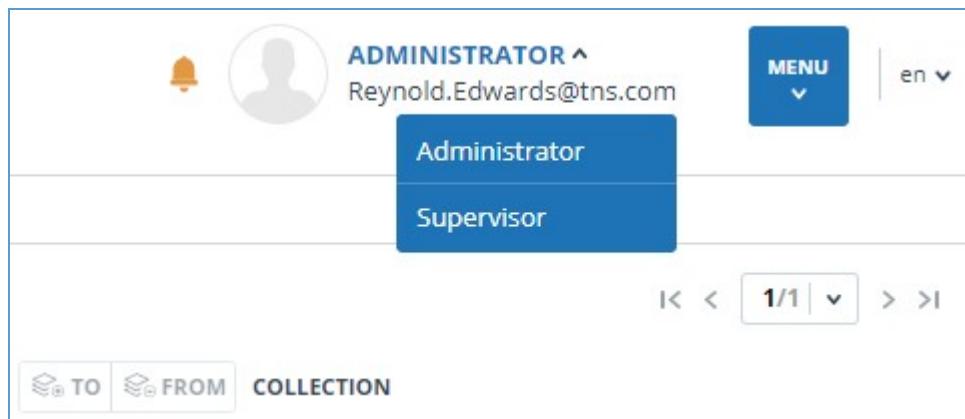 ADMINISTRATOR
Reynold.Edwards@tns.com
MENU
en
Administrator
Supervisor
1/1
TO FROM COLLECTION